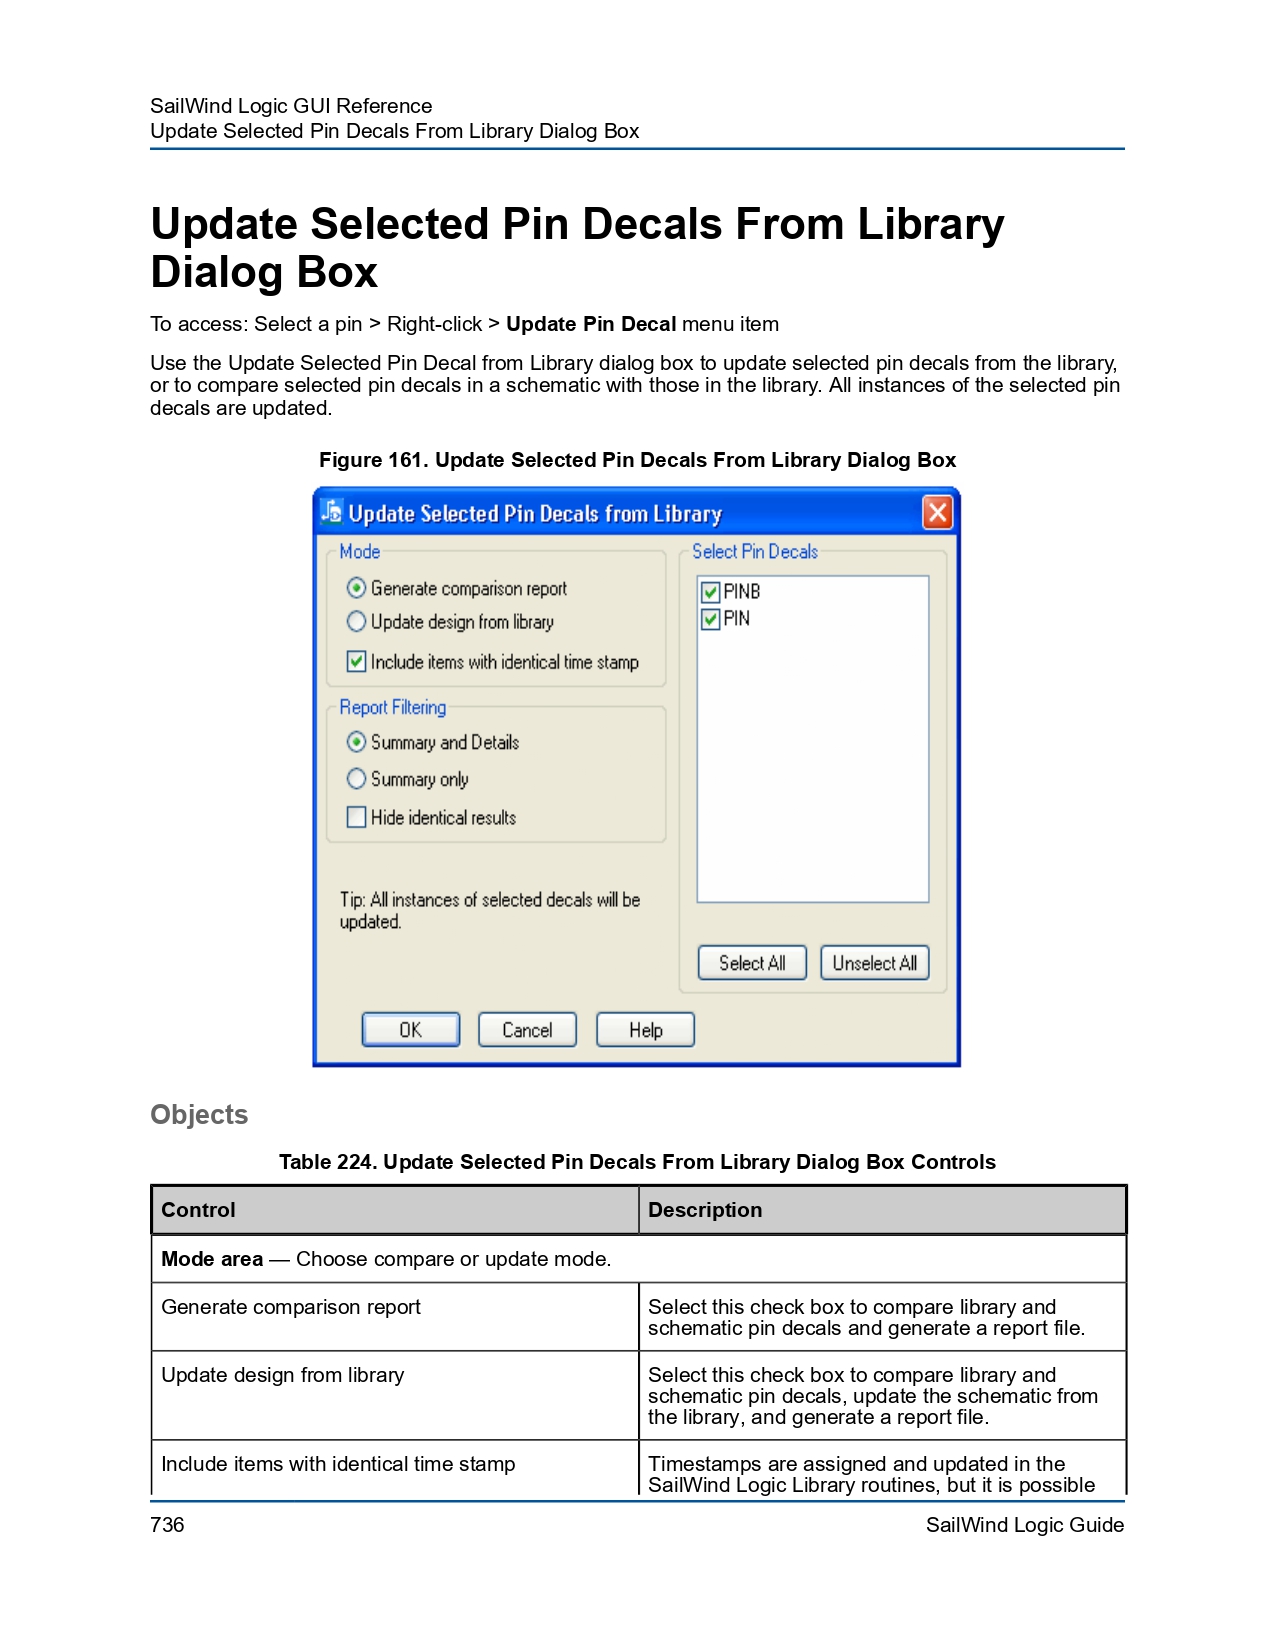 SailWind Logic GUI Reference
Update Selected Pin Decals From Library Dialog Box
Update Selected Pin Decals From Library
Dialog Box
To access: Select a pin > Right-click > Update Pin Decal menu item
Use the Update Selected Pin Decal from Library dialog box to update selected pin decals from the library,
or to compare selected pin decals in a schematic with those in the library. All instances of the selected pin
decals are updated.
Figure 161. Update Selected Pin Decals From Library Dialog Box
Update Selected Pin Decals from Library
Mode
Generate comparison report
Update design from library
Include items with identical time stamp
Report Filtering
Summary and Details
Summary only
Hide identical results
Tip: All instances of selected decals will be
updated.
Select Pin Decals
PINB
PIN
Select All
Unselect All
OK
Cancel
Help
Objects
Table 224. Update Selected Pin Decals From Library Dialog Box Controls
Control
Description
Mode area — Choose compare or update mode.
Generate comparison report
Select this check box to compare library and
schematic pin decals and generate a report file.
Update design from library
Select this check box to compare library and
schematic pin decals, update the schematic from
the library, and generate a report file.
Include items with identical time stamp
Timestamps are assigned and updated in the
SailWind Logic Library routines, but it is possible
736
SailWind Logic Guide